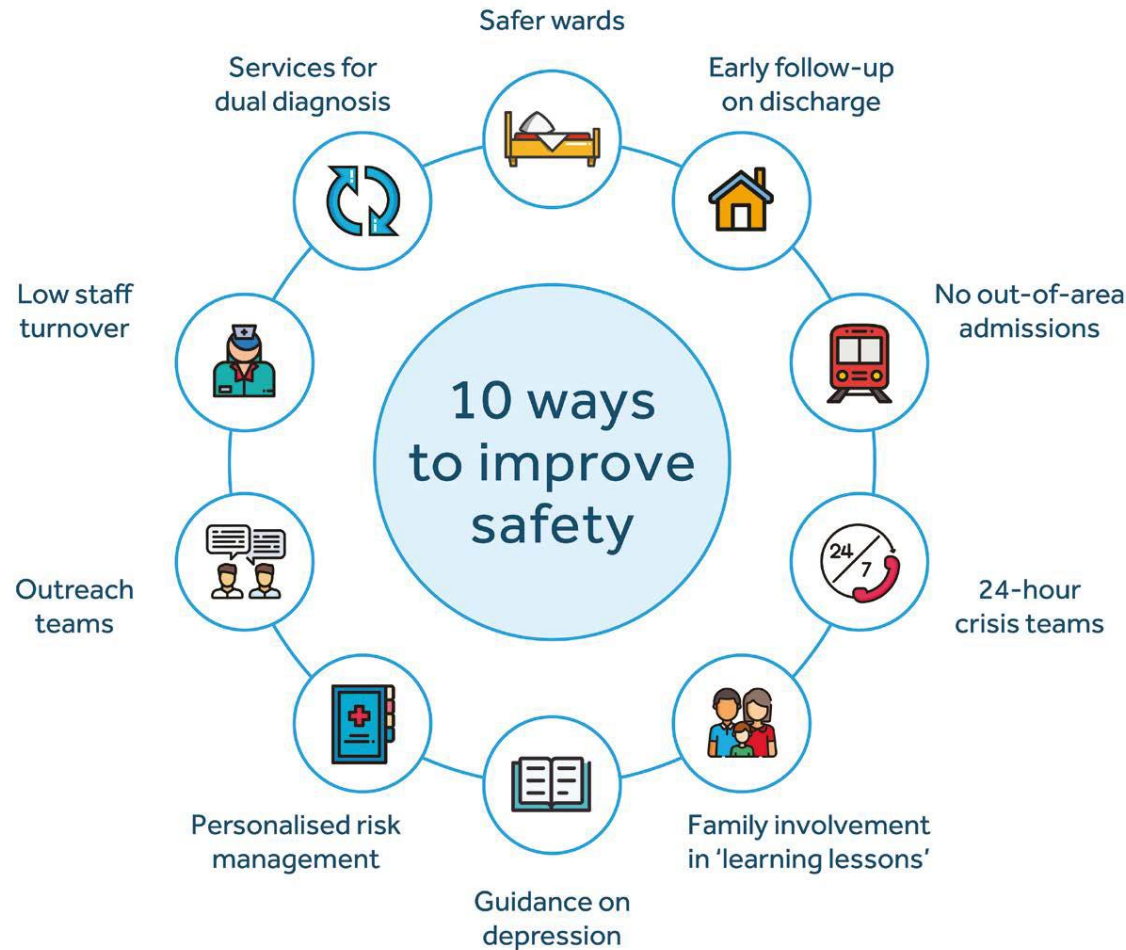 Safer wards
Early follow-up
on discharge
No out-of-area
admissions
24/7
24-hour
crisis teams
Family involvement
in ‘learning lessons’
Guidance on
depression
Personalised risk
management
Outreach
teams
Low staff
turnover
Services for
dual diagnosis
10 ways
to improve
safety